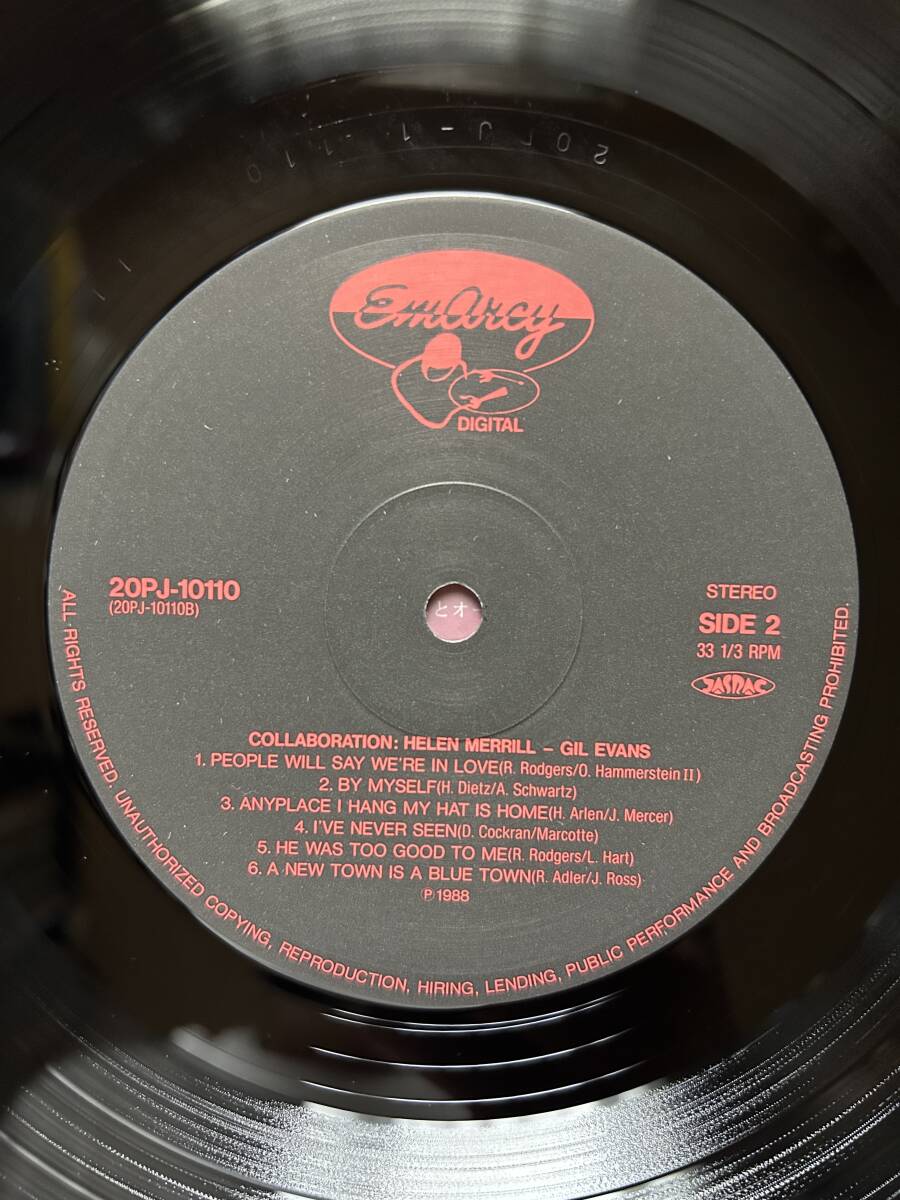 EmArcy
DIGITAL
20PJ-10110
(20PJ-10110B)
STEREO
SIDE 2
33 1/3 RPM
JASRAC
とオ
COLLABORATION: HELEN MERRILL – GIL EVANS
1. PEOPLE WILL SAY WE'RE IN LOVE(R. Rodgers/O. Hammerstein II)
2. BY MYSELF(H. Dietz/A. Schwartz)
3. ANYPLACE I HANG MY HAT IS HOME(H. Arlen/J. Mercer)
4. I'VE NEVER SEEN(D. Cockran/Marcotte)
5. HE WAS TOO GOOD TO ME(R. Rodgers/L. Hart)
6. A NEW TOWN IS A BLUE TOWN(R. Adler/J. Ross)
℗1988
ALL RIGHTS RESERVED. UNAUTHORIZED COPYING, REPRODUCTION, HIRING, LENDING, PUBLIC PERFORMANCE AND BROADCASTING PROHIBITED.